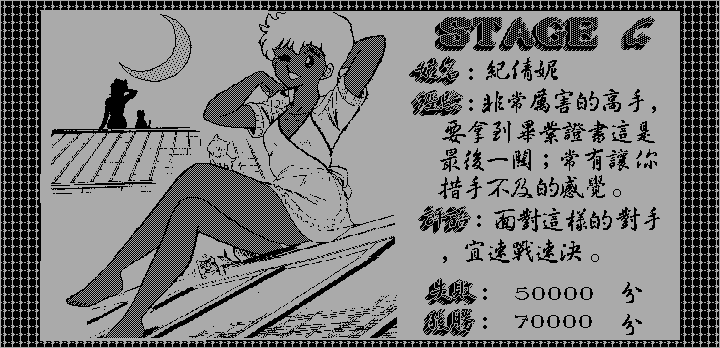 STAGE 6
姓名：紀倩妮
經驗：非常厲害的高手，
要拿到畢業證書這是
最後一關；常有讓你
措手不及的感覺。
評語：面對這樣的對手
，宜速戰速決。
失敗：50000 分
獲勝：70000 分